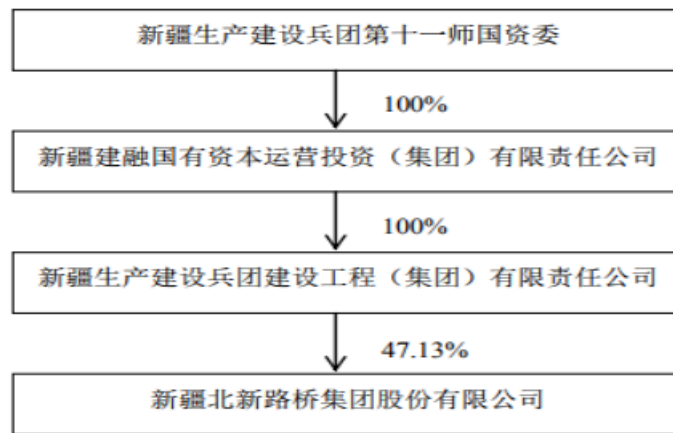 新疆生产建设兵团第十一师国资委
100%
新疆建融国有资本运营投资（集团）有限责任公司
100%
新疆生产建设兵团建设工程（集团）有限责任公司
47.13%
新疆北新路桥集团股份有限公司